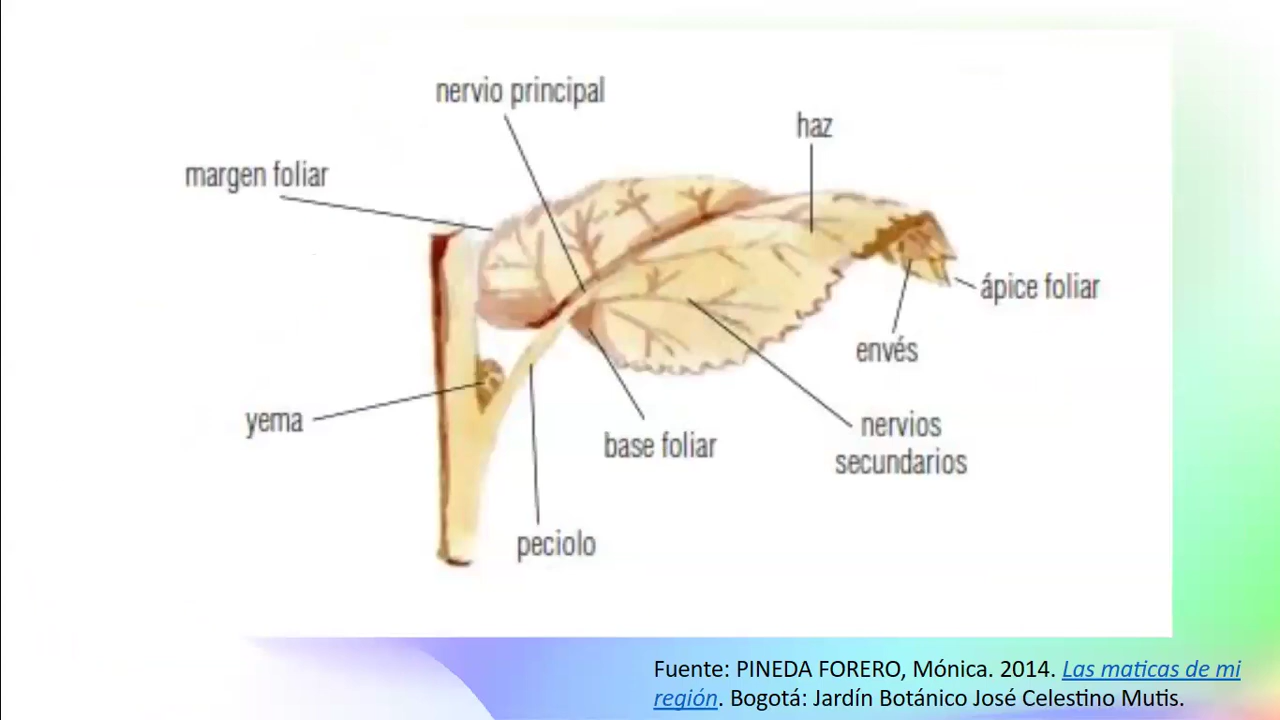 nervio principal
haz
margen foliar
ápice foliar
envés
yema
nervios
secundarios
base foliar
peciolo
Fuente: PINEDA FORERO, Mónica. 2014. Las maticas de mi
región. Bogotá: Jardín Botánico José Celestino Mutis.